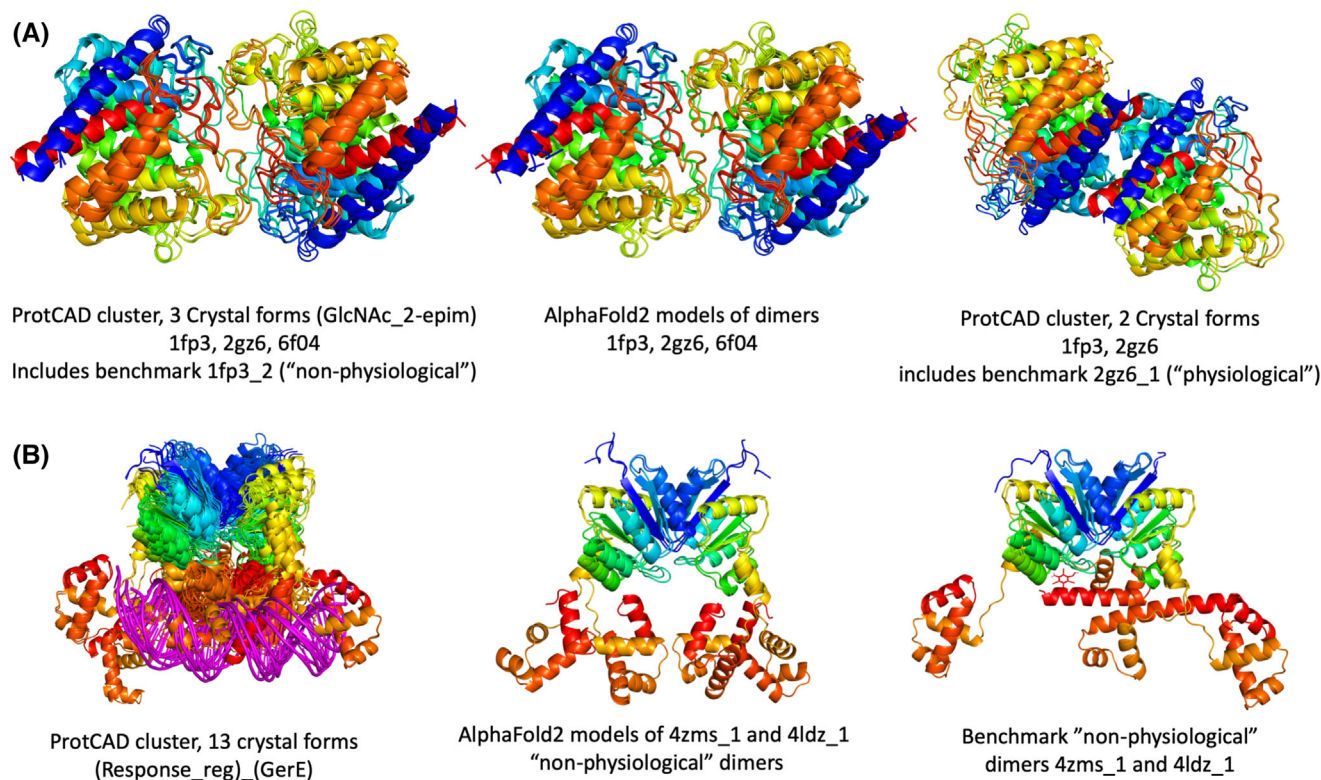 (A)
ProtCAD cluster, 3 Crystal forms (GlcNAc_2-epim)
1fp3, 2gz6, 6f04
Includes benchmark 1fp3_2 (“non-physiological”)
AlphaFold2 models of dimers
1fp3, 2gz6, 6f04
ProtCAD cluster, 2 Crystal forms
1fp3, 2gz6
includes benchmark 2gz6_1 (“physiological”)
(B)
ProtCAD cluster, 13 crystal forms
(Response_reg)_(GerE)
AlphaFold2 models of 4zms_1 and 4ldz_1
“non-physiological” dimers
Benchmark ”non-physiological”
dimers 4zms_1 and 4ldz_1